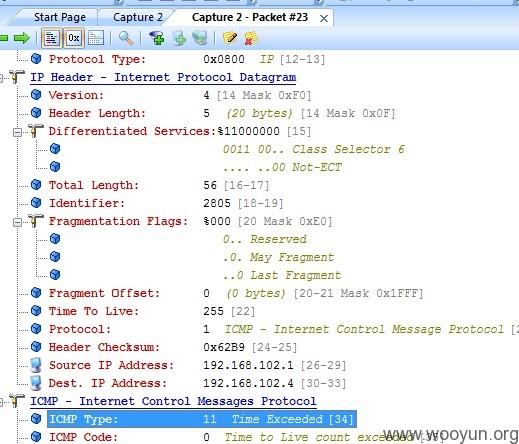 Start Page Capture 2 Capture 2 - Packet #23
Protocol Type: 0x0800 IP [12-13]
IP Header - Internet Protocol Datagram
Version: 4 [14 Mask 0xF0]
Header Length: 5 (20 bytes) [14 Mask 0x0F]
Differentiated Services:%11000000 [15]
0011 00.. Class Selector 6
.... ..00 Not-ECT
Total Length: 56 [16-17]
Identifier: 2805 [18-19]
Fragmentation Flags: %000 [20 Mask 0xE0]
0.. Reserved
.0. May Fragment
..0 Last Fragment
Fragment Offset: 0 (0 bytes) [20-21 Mask 0x1FFF]
Time To Live: 255 [22]
Protocol: 1 ICMP - Internet Control Message Protocol [2
Header Checksum: 0x62B9 [24-25]
Source IP Address: 192.168.102.1 [26-29]
Dest. IP Address: 192.168.102.4 [30-33]
ICMP - Internet Control Messages Protocol
ICMP Type: 11 Time Exceeded [34]
ICMP Code: 0 Time to Live count exceeded
www.wooyun.org